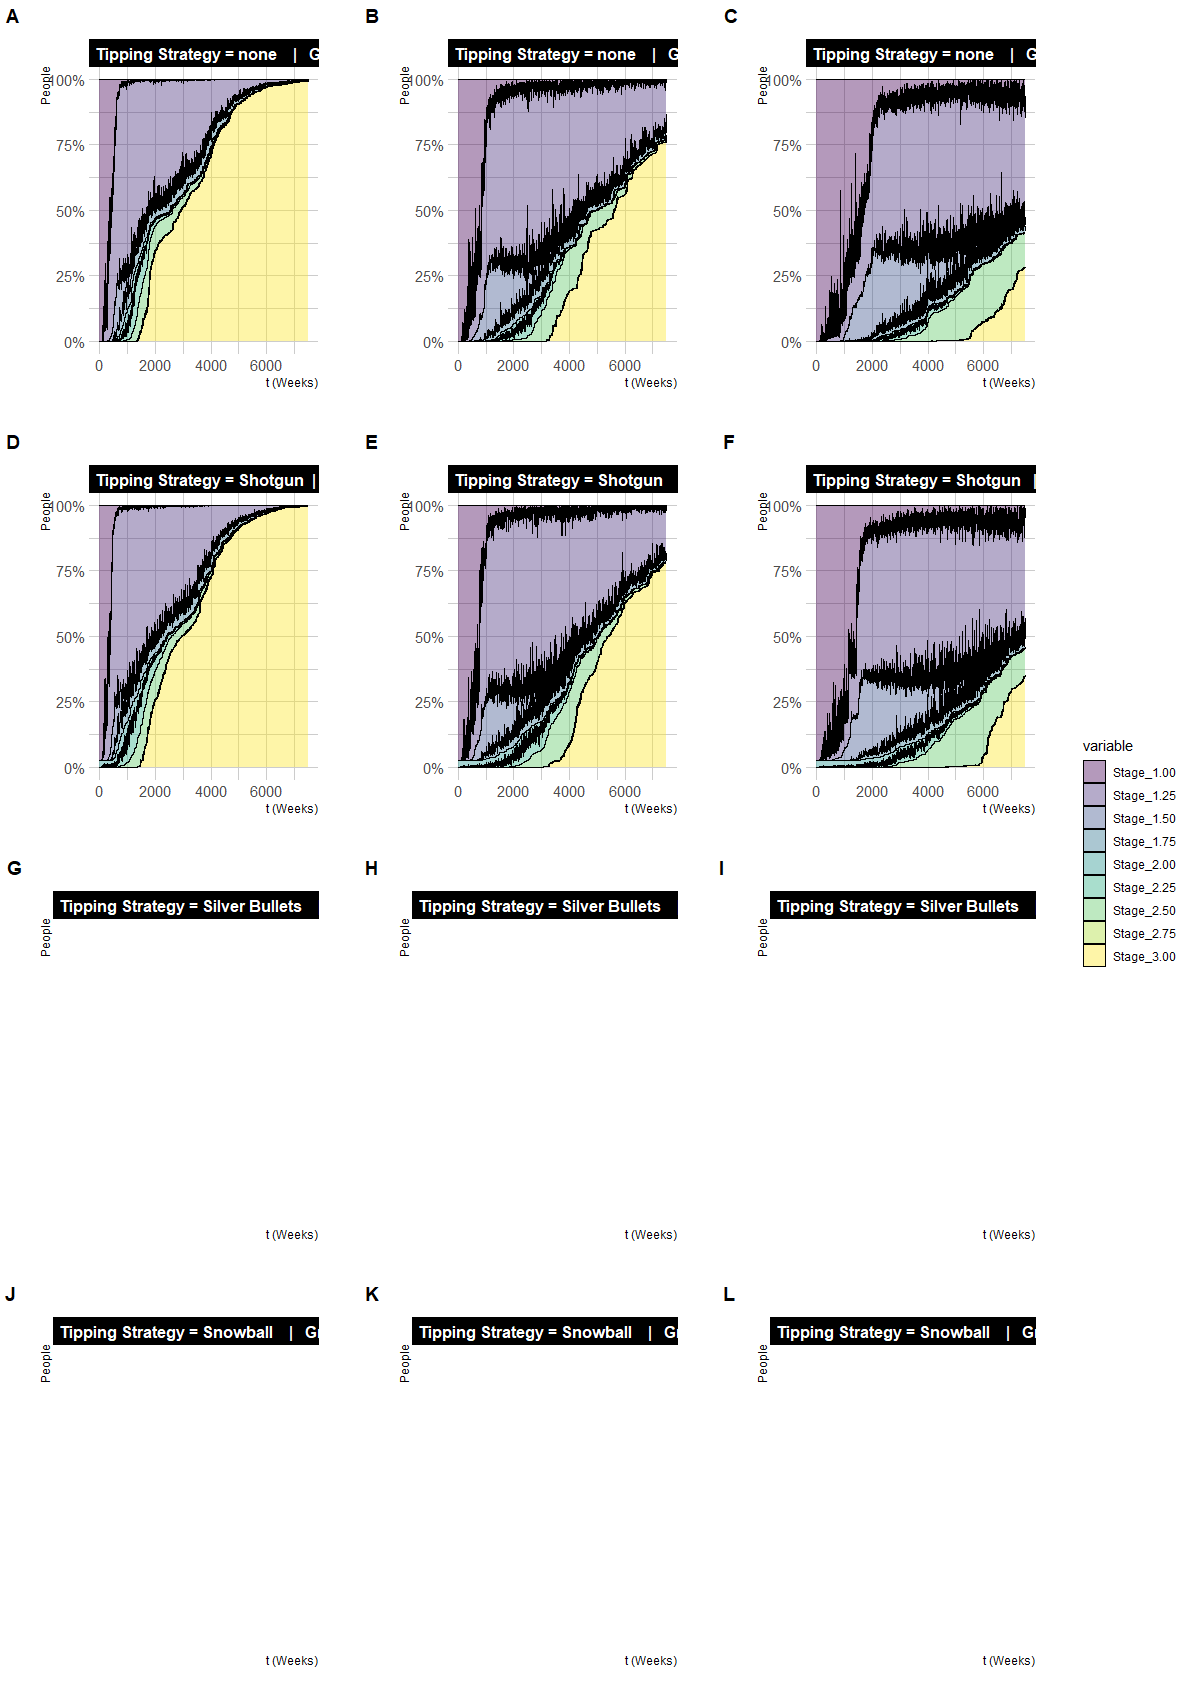 A B C
Tipping Strategy = none | G Tipping Strategy = none | G Tipping Strategy = none | G
People People People
100% 100% 100%
75% 75% 75%
50% 50% 50%
25% 25% 25%
0% 0% 0%
0 2000 4000 6000 0 2000 4000 6000 0 2000 4000 6000
t (Weeks) t (Weeks) t (Weeks)
D E F
Tipping Strategy = Shotgun | Tipping Strategy = Shotgun Tipping Strategy = Shotgun |
People People People
100% 100% 100%
75% 75% 75%
50% 50% 50%
25% 25% 25%
0% 0% 0%
0 2000 4000 6000 0 2000 4000 6000 0 2000 4000 6000
t (Weeks) t (Weeks) t (Weeks)
variable
Stage_1.00
Stage_1.25
Stage_1.50
Stage_1.75
Stage_2.00
Stage_2.25
Stage_2.50
Stage_2.75
Stage_3.00
G H I
Tipping Strategy = Silver Bullets Tipping Strategy = Silver Bullets Tipping Strategy = Silver Bullets
People People People
t (Weeks) t (Weeks) t (Weeks)
J K L
Tipping Strategy = Snowball | Gr Tipping Strategy = Snowball | Gr Tipping Strategy = Snowball | Gr
People People People
t (Weeks) t (Weeks) t (Weeks)